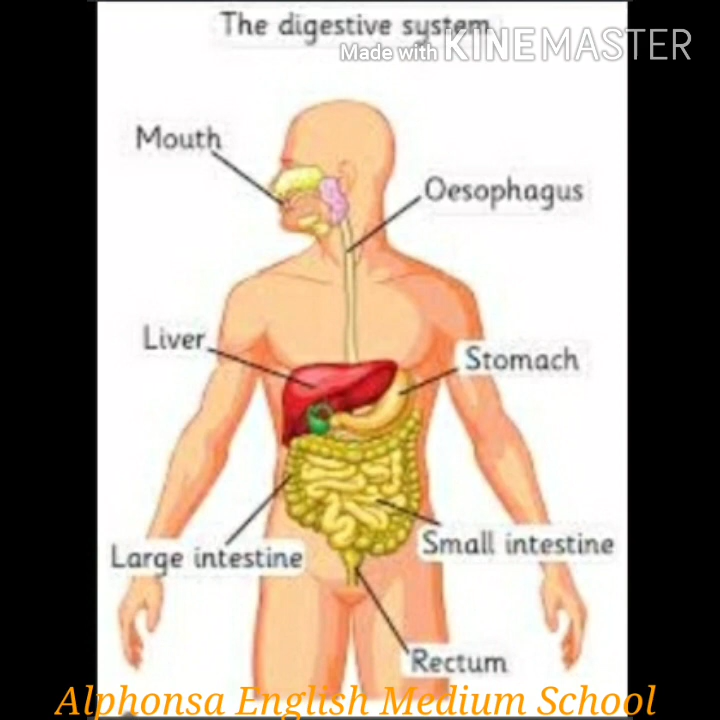 The digestive system
Made with KINEMASTER
Mouth
Oesophagus
Liver
Stomach
Large intestine
Small intestine
Rectum
Alphonsa English Medium School